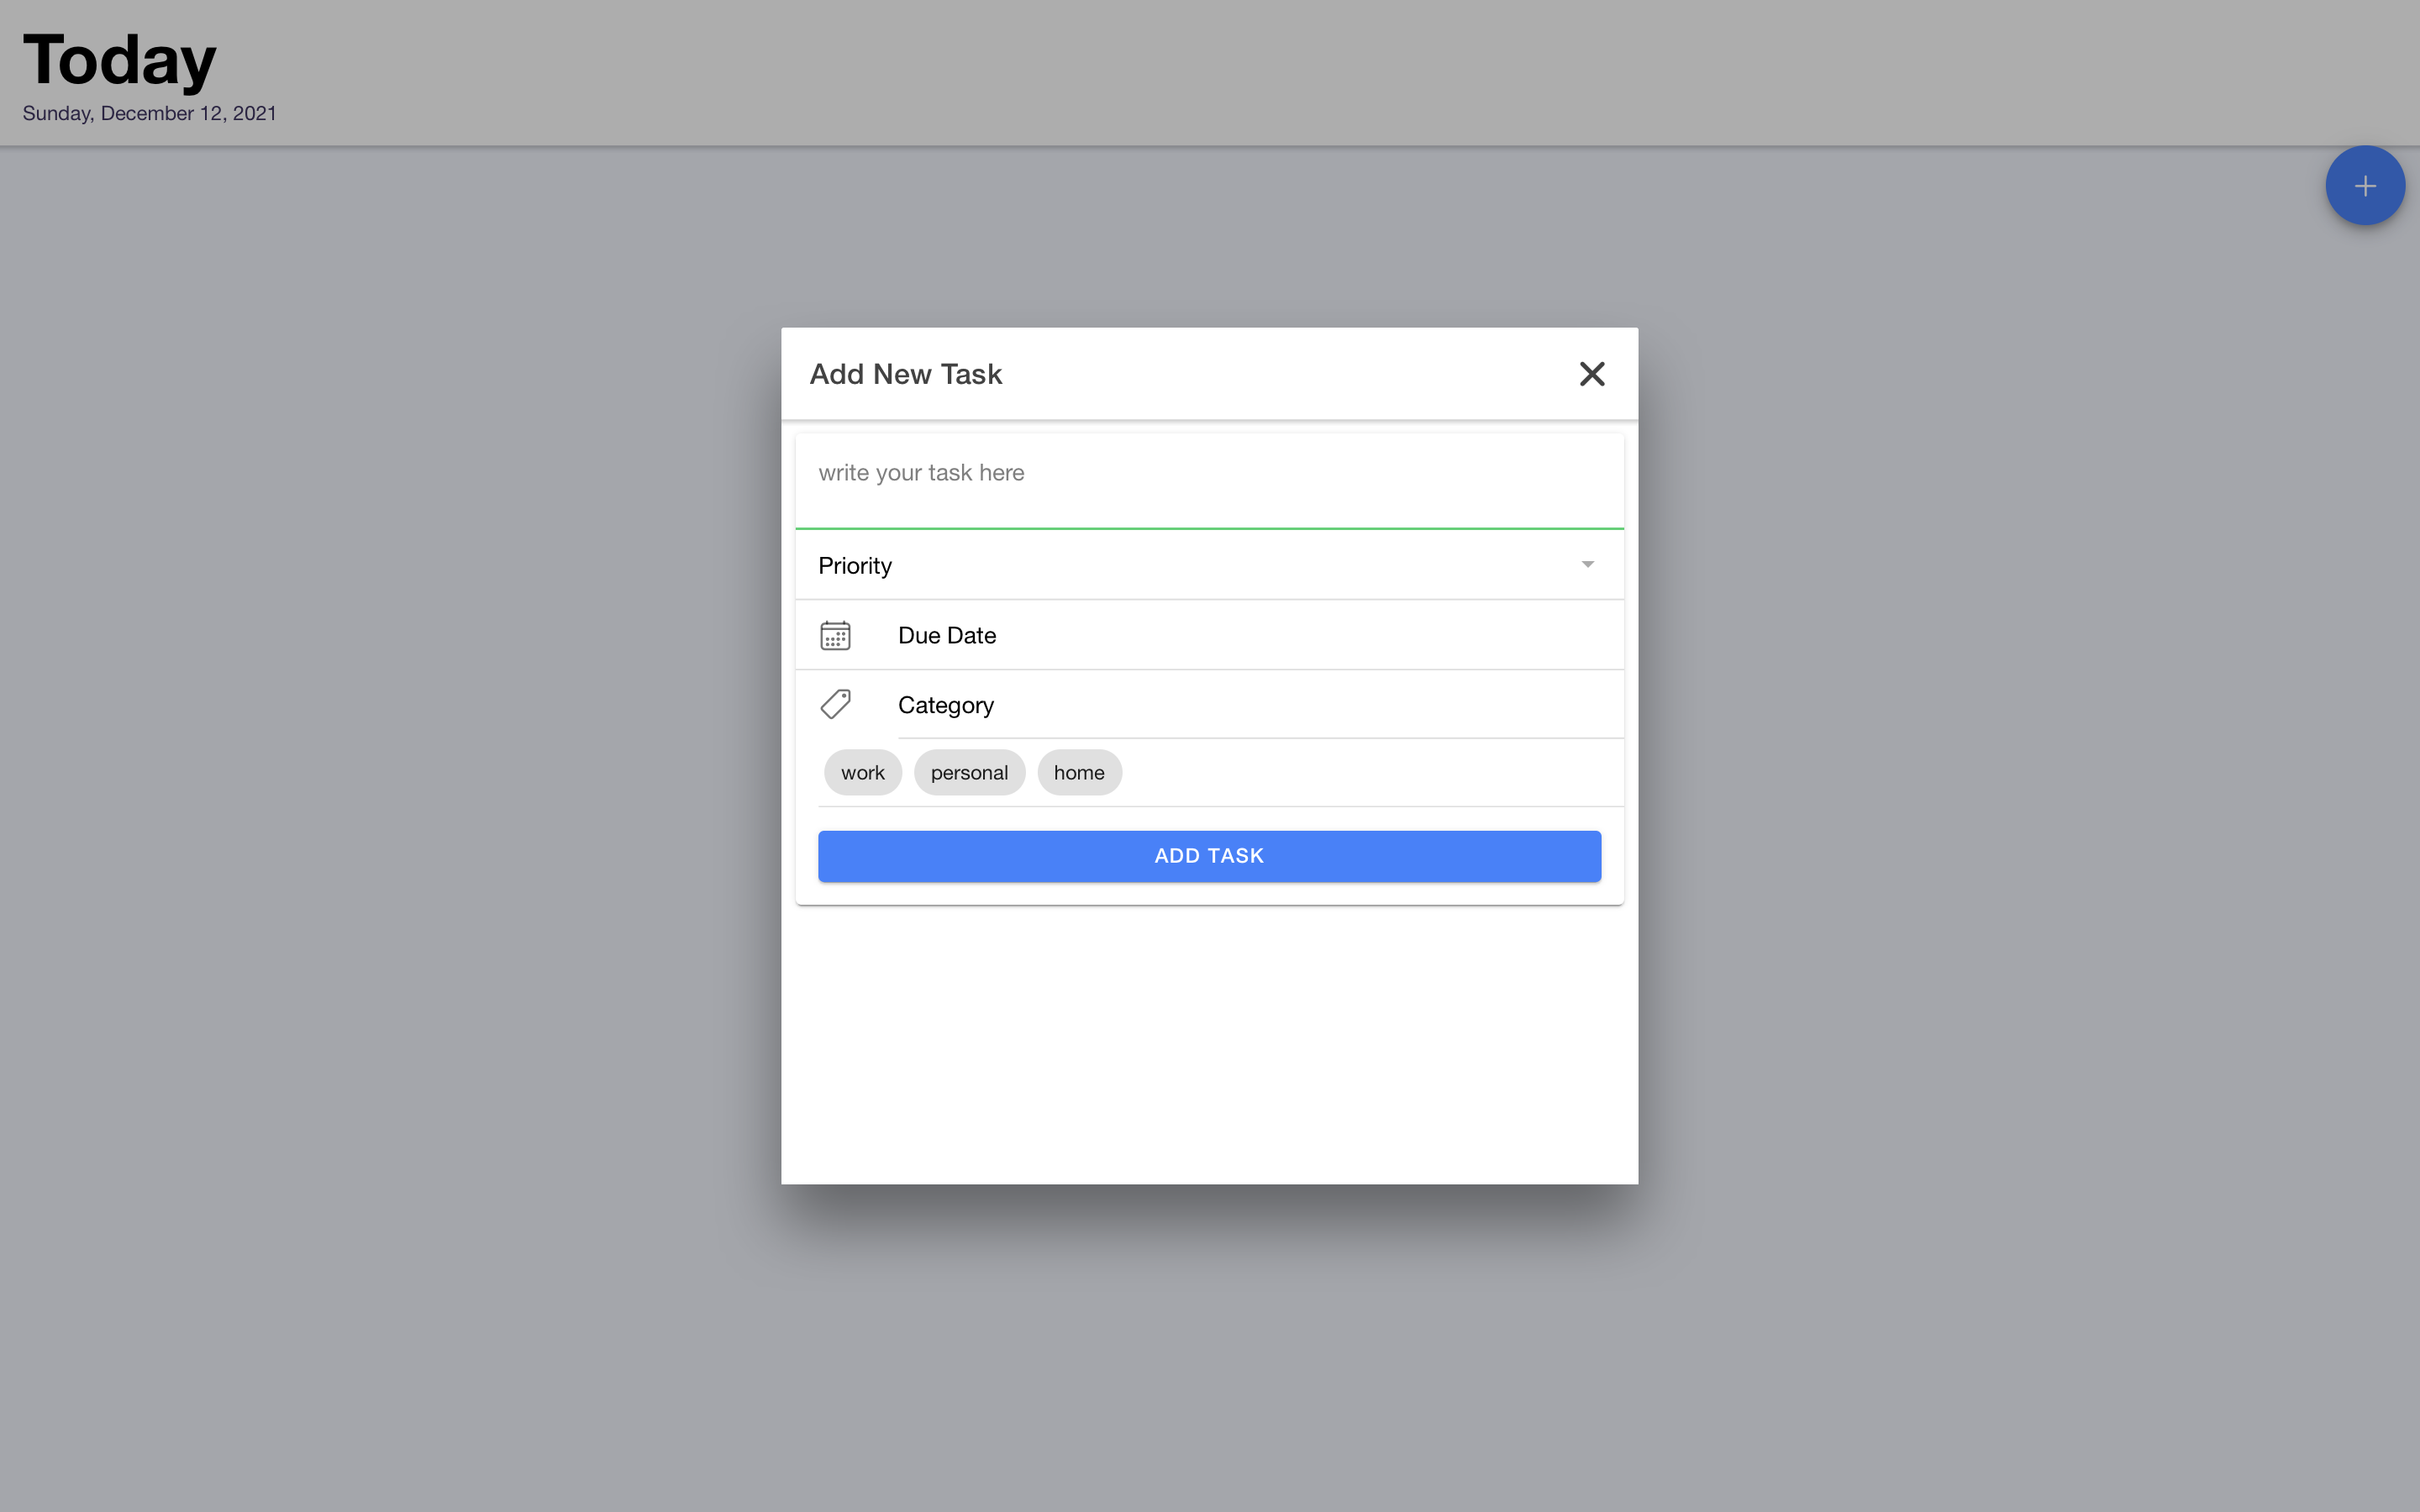 Today
Sunday, December 12, 2021
Add New Task
write your task here
Priority
Due Date
Category
work personal home
ADD TASK